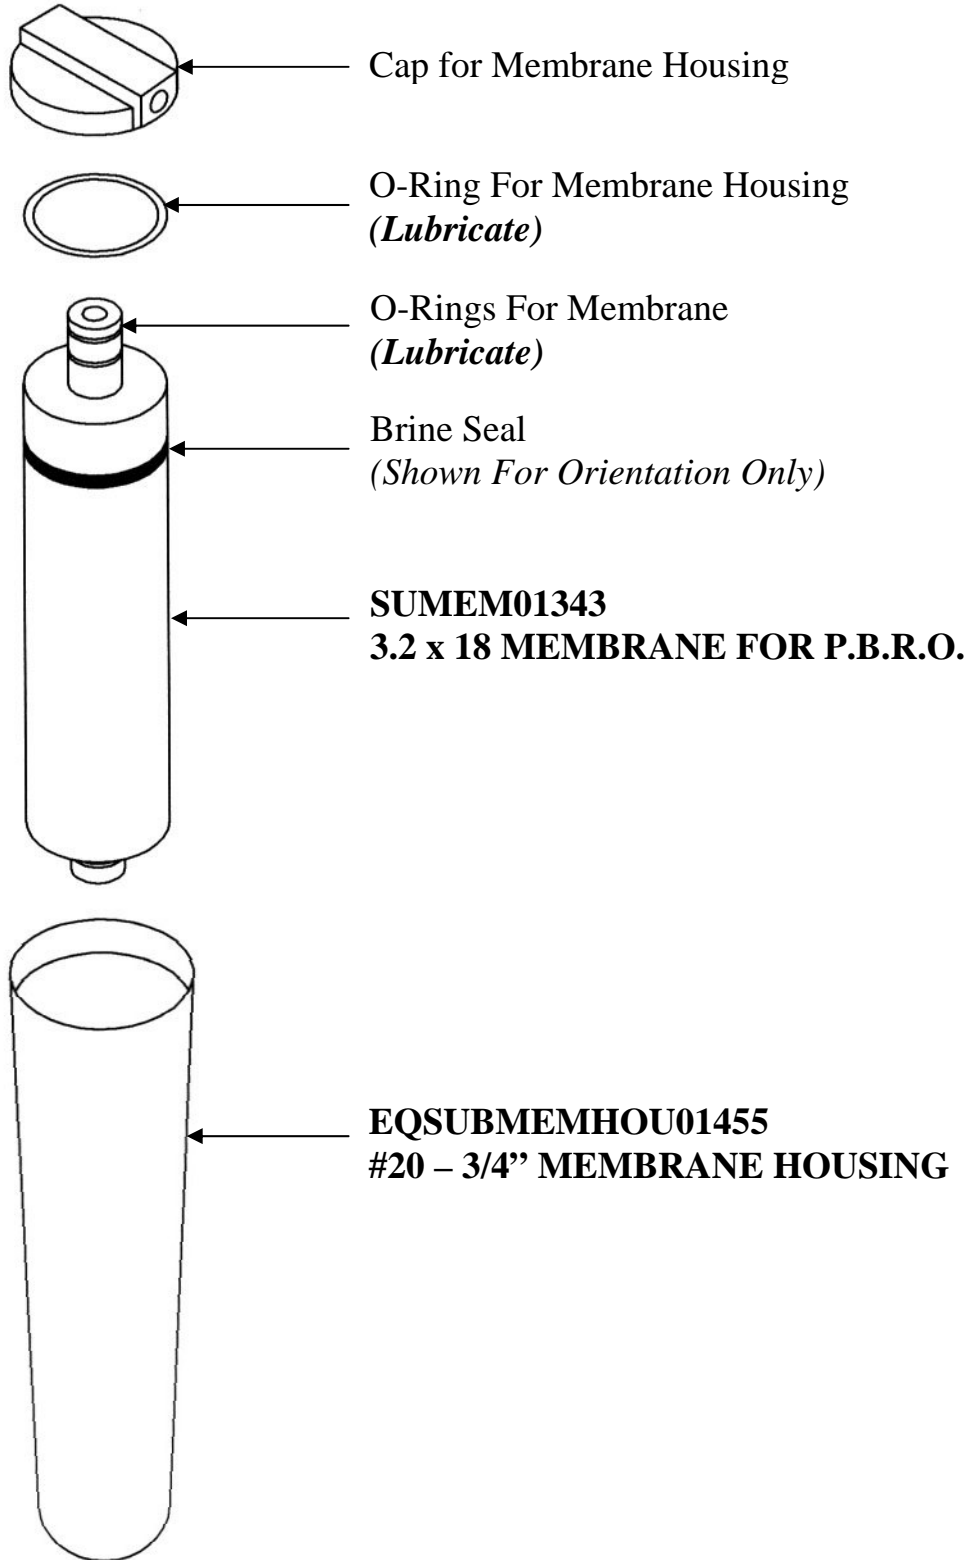 Cap for Membrane Housing
O-Ring For Membrane Housing
(Lubricate)
O-Rings For Membrane
(Lubricate)
Brine Seal
(Shown For Orientation Only)
SUMEM01343
3.2 x 18 MEMBRANE FOR P.B.R.O.
EQSUBMEMHOU01455
#20 – 3/4” MEMBRANE HOUSING